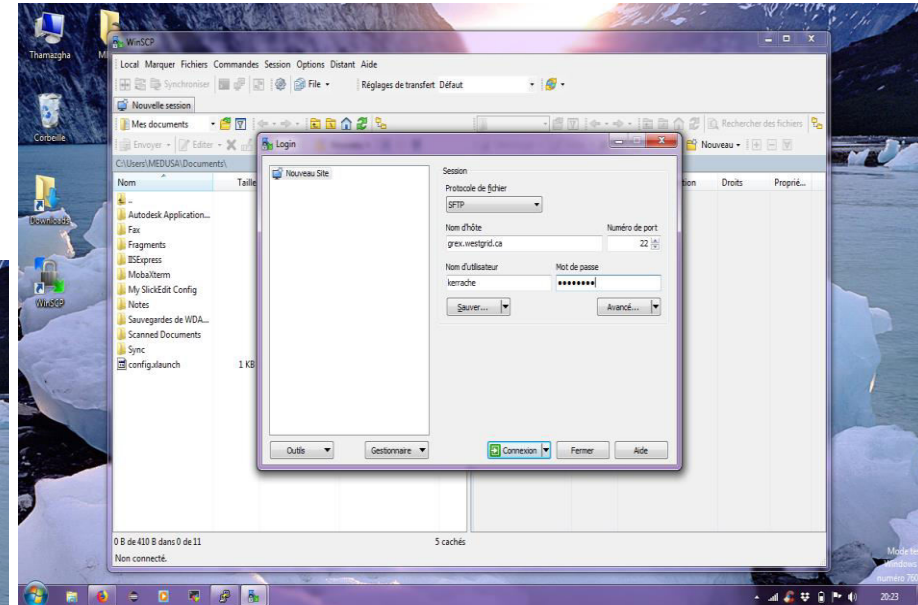 Thamazgha
Corbeille
Downloads
WinSCP
WinSCP
Local Marquer Fichiers Commandes Session Options Distant Aide
Synchroniser File Réglages de transfert Défaut
Nouvelle session
Mes documents Rechercher des fichiers
Envoyer Editer Nouveau
C:\Users\MEDUSA\Documents\
Nom Taille Droits Proprié...
..
Autodesk Application...
Fax
Fragments
IISExpress
MobaXterm
My SlickEdit Config
Notes
Sauvegardes de WDA...
Scanned Documents
Sync
config.xlaunch 1 KB
Login
Nouveau Site
Session
Protocole de fichier
SFTP
Nom d'hôte Numéro de port
grex.westgrid.ca 22
Nom d'utilisateur Mot de passe
kerrache ••••••••
Sauver... Avancé...
Outils Gestionnaire Connexion Fermer Aide
0 B de 410 B dans 0 de 11 5 cachés
Non connecté.
Windows
numéro 760
20:23